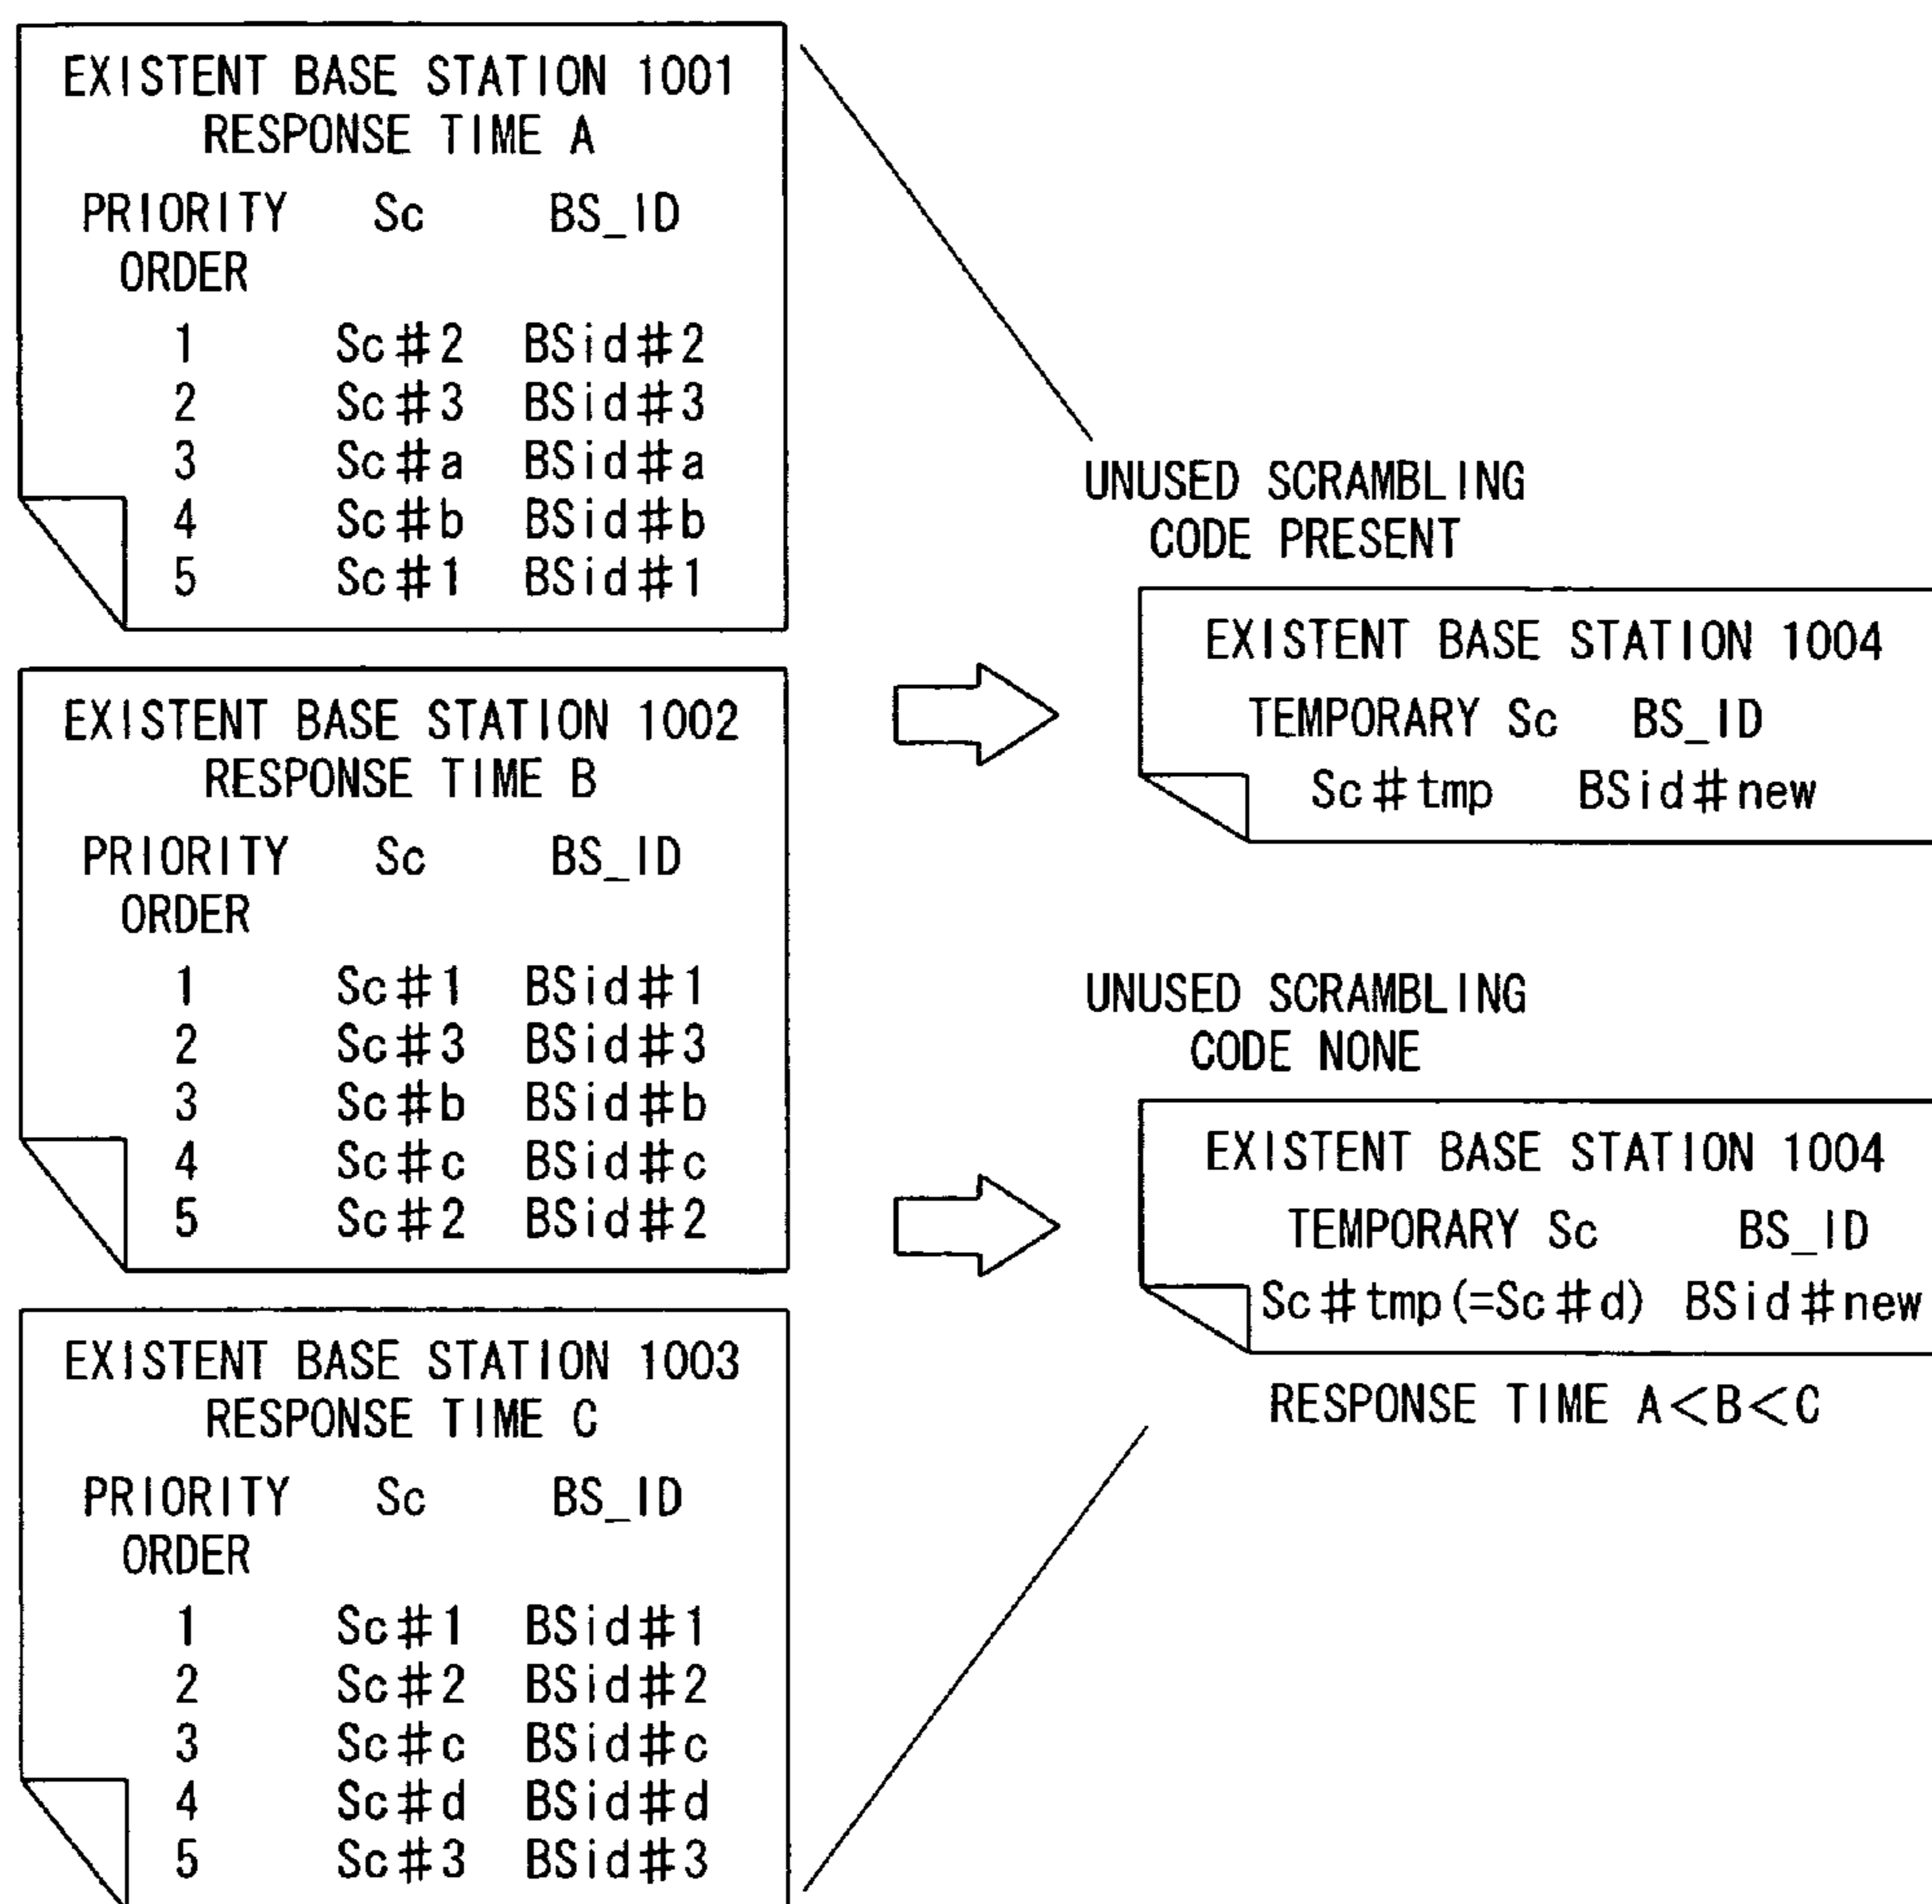 EXISTENT BASE STATION 1001
RESPONSE TIME A
PRIORITY Sc BS_ID
ORDER
1 Sc#2 BSid#2
2 Sc#3 BSid#3
3 Sc#a BSid#a
4 Sc#b BSid#b
5 Sc#1 BSid#1
EXISTENT BASE STATION 1002
RESPONSE TIME B
PRIORITY Sc BS_ID
ORDER
1 Sc#1 BSid#1
2 Sc#3 BSid#3
3 Sc#b BSid#b
4 Sc#c BSid#c
5 Sc#2 BSid#2
EXISTENT BASE STATION 1003
RESPONSE TIME C
PRIORITY Sc BS_ID
ORDER
1 Sc#1 BSid#1
2 Sc#2 BSid#2
3 Sc#c BSid#c
4 Sc#d BSid#d
5 Sc#3 BSid#3
UNUSED SCRAMBLING
CODE PRESENT
EXISTENT BASE STATION 1004
TEMPORARY Sc BS_ID
Sc#tmp BSid#new
UNUSED SCRAMBLING
CODE NONE
EXISTENT BASE STATION 1004
TEMPORARY Sc BS_ID
Sc#tmp(=Sc#d) BSid#new
RESPONSE TIME A<B<C